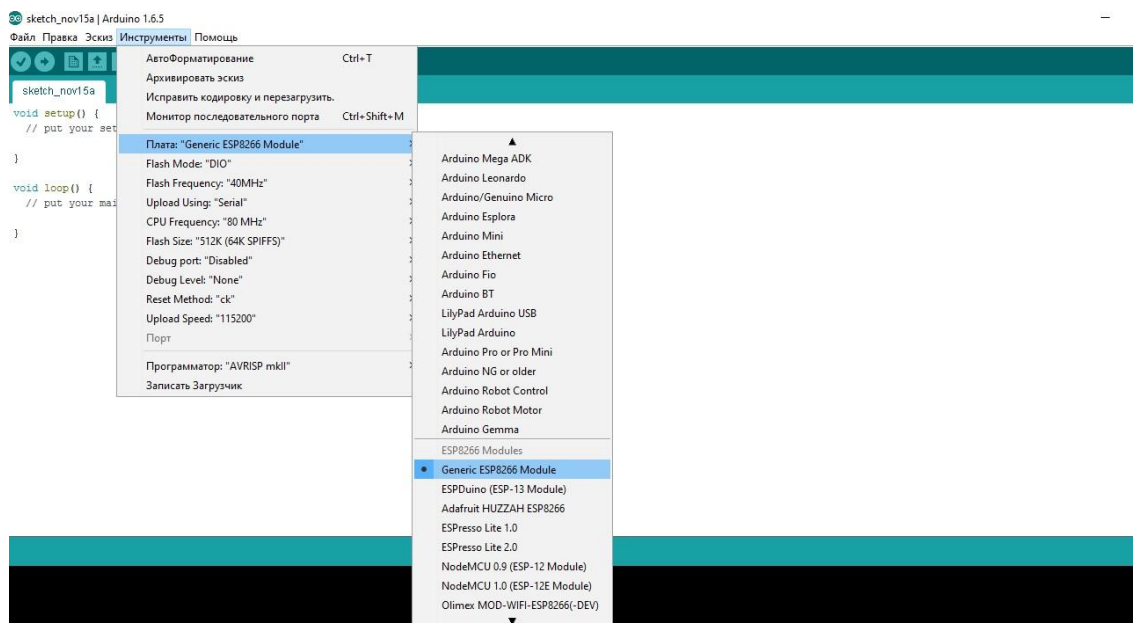 sketch_nov15a | Arduino 1.6.5
Файл Правка Эскиз Инструменты Помощь
sketch_nov15a
void setup() {
// put your set
}
void loop() {
// put your mai
}
АвтоФорматирование Ctrl+T
Архивировать эскиз
Исправить кодировку и перезагрузить.
Монитор последовательного порта Ctrl+Shift+M
Плата: "Generic ESP8266 Module"
Flash Mode: "DIO"
Flash Frequency: "40MHz"
Upload Using: "Serial"
CPU Frequency: "80 MHz"
Flash Size: "512K (64K SPIFFS)"
Debug port: "Disabled"
Debug Level: "None"
Reset Method: "ck"
Upload Speed: "115200"
Порт
Программатор: "AVRISP mkII"
Записать Загрузчик
Arduino Mega ADK
Arduino Leonardo
Arduino/Genuino Micro
Arduino Esplora
Arduino Mini
Arduino Ethernet
Arduino Fio
Arduino BT
LilyPad Arduino USB
LilyPad Arduino
Arduino Pro or Pro Mini
Arduino NG or older
Arduino Robot Control
Arduino Robot Motor
Arduino Gemma
ESP8266 Modules
Generic ESP8266 Module
ESPDuino (ESP-13 Module)
Adafruit HUZZAH ESP8266
ESPresso Lite 1.0
ESPresso Lite 2.0
NodeMCU 0.9 (ESP-12 Module)
NodeMCU 1.0 (ESP-12E Module)
Olimex MOD-WIFI-ESP8266(-DEV)